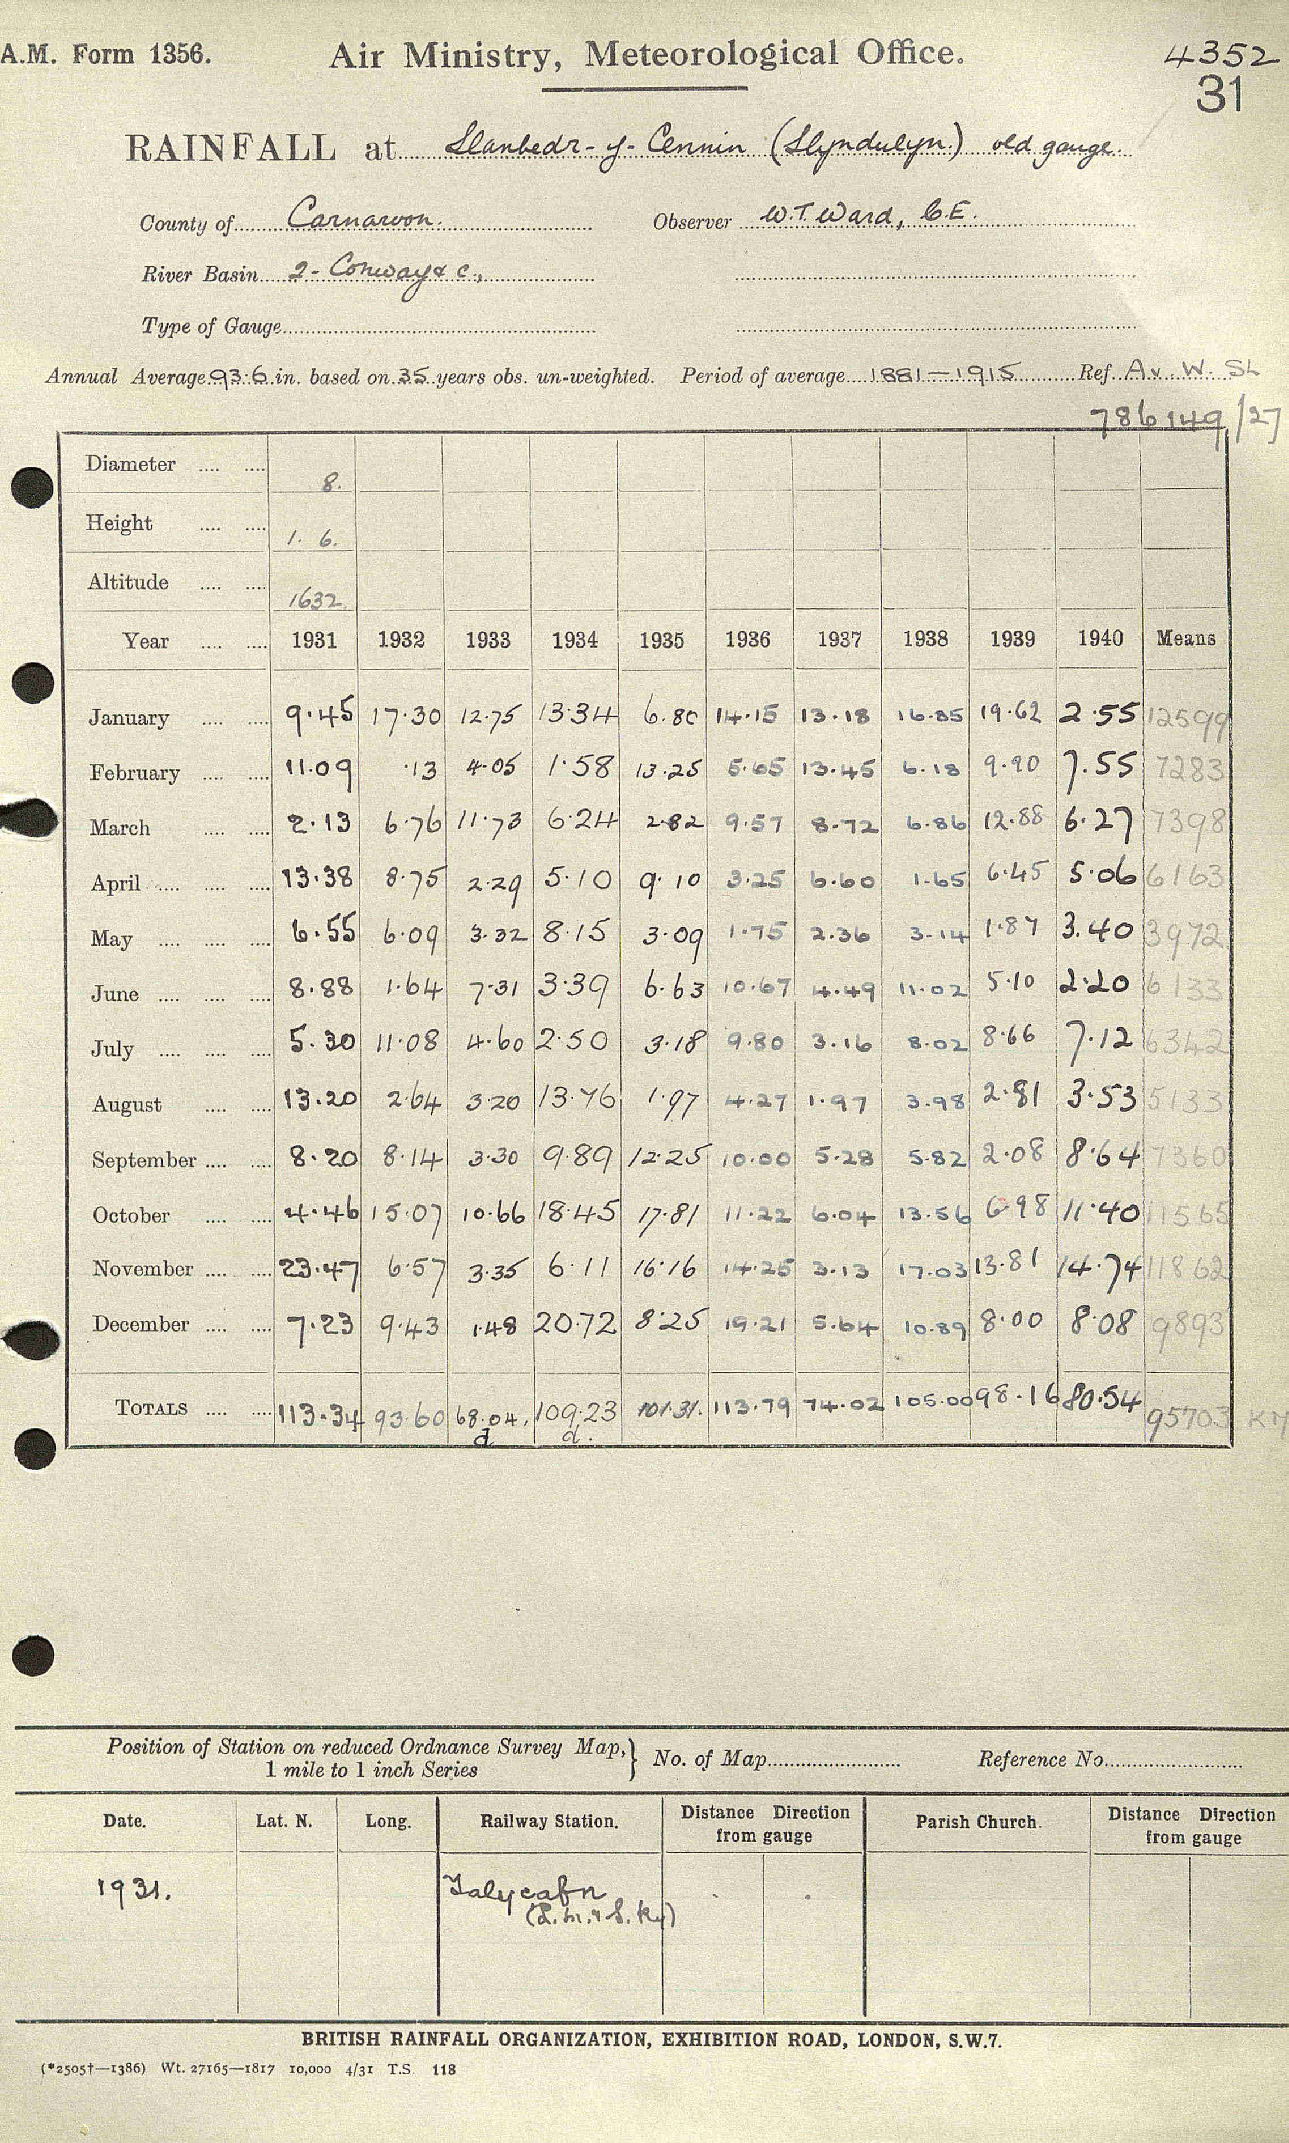 A.M. Form 1356.
Air Ministry, Meteorological Office.
4352
31
RAINFALL at Llanbedr-y-Cennin (Llyndulyn) old gauge
County of Carnarvon. Observer W.T. Ward, C.E.
River Basin 2- Conway & c.,
Type of Gauge
Annual Average 93.6 in. based on 35 years obs. un-weighted. Period of average 1881-1915 Ref. Av. W. SL
786149/27
Diameter .... .... 8.
Height .... .... 1. 6.
Altitude .... .... 1632
Year .... .... 1931 1932 1933 1934 1935 1936 1937 1938 1939 1940 Means
January .... .... 9.45 17.30 12.75 13.34 6.80 14.15 13.18 16.85 19.62 2.55 12599
February .... .... 11.09 .13 4.05 1.58 13.25 5.65 13.45 6.18 9.90 7.55 7283
March .... .... 2.13 6.76 11.73 6.24 2.82 9.57 8.72 6.86 12.88 6.27 7398
April .... .... .... 13.38 8.75 2.29 5.10 9.10 3.25 6.60 1.65 6.45 5.06 6163
May .... .... .... 6.55 6.09 3.32 8.15 3.09 1.75 2.36 3.14 1.87 3.40 3972
June .... .... .... 8.88 1.64 7.31 3.39 6.63 10.67 4.49 11.02 5.10 2.20 6133
July .... .... .... 5.30 11.08 4.60 2.50 3.18 9.80 3.16 8.02 8.66 7.12 6342
August .... .... 13.20 2.64 3.20 13.76 1.97 4.27 1.97 3.98 2.81 3.53 5133
September .... .... 8.20 8.14 3.30 9.89 12.25 10.00 5.28 5.82 2.08 8.64 7360
October .... .... 4.46 15.07 10.66 18.45 17.81 11.22 6.04 13.56 6.98 11.40 11565
November .... .... 23.47 6.57 3.35 6.11 16.16 14.25 3.13 17.03 13.81 14.74 11862
December .... .... 7.23 9.43 1.48 20.72 8.25 19.21 5.64 10.89 8.00 8.08 9893
TOTALS .... .... 113.34 93.60 68.04. 109.23 101.31. 113.79 74.02 105.00 98.16 80.54 95703 KM
d d.
Position of Station on reduced Ordnance Survey Map,} No. of Map Reference No.
1 mile to 1 inch Series
Date. Lat. N. Long. Railway Station. Distance Direction Parish Church. Distance Direction
from gauge from gauge
1931. Talycafn
(L.M. & S. Ry)
BRITISH RAINFALL ORGANIZATION, EXHIBITION ROAD, LONDON, S.W.7.
(*2505†—1386) Wt. 27165—1817 10,000 4/31 T.S. 118